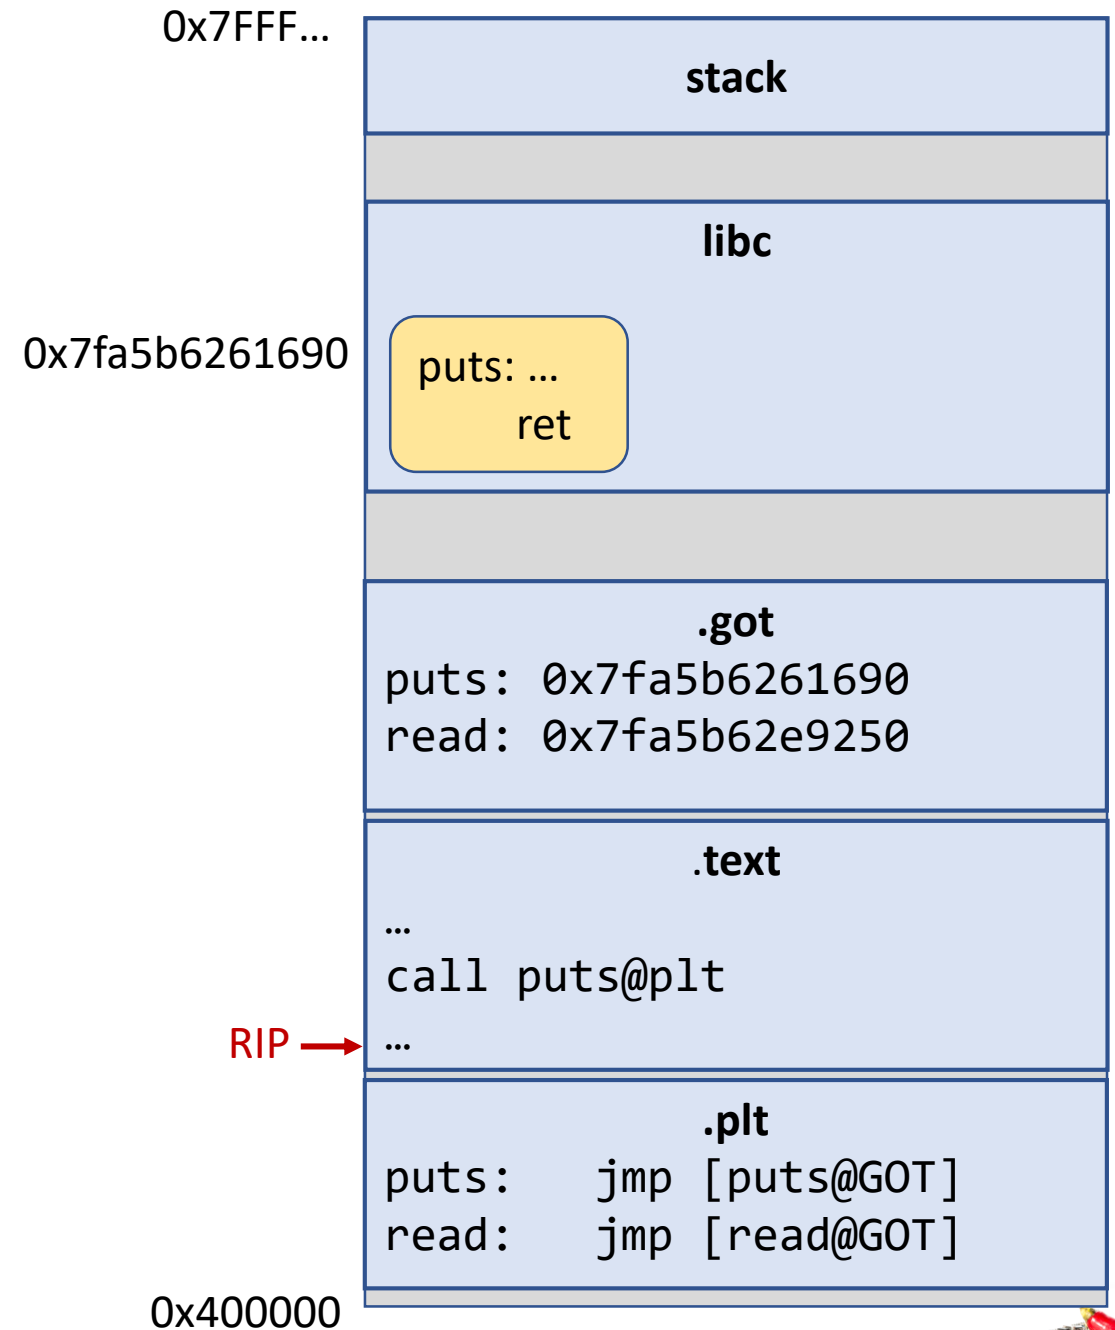 0x7FFF…
stack
libc
0x7fa5b6261690
puts: …
ret
.got
puts: 0x7fa5b6261690
read: 0x7fa5b62e9250
.text
…
call puts@plt
RIP
…
.plt
puts: jmp [puts@GOT]
read: jmp [read@GOT]
0x400000